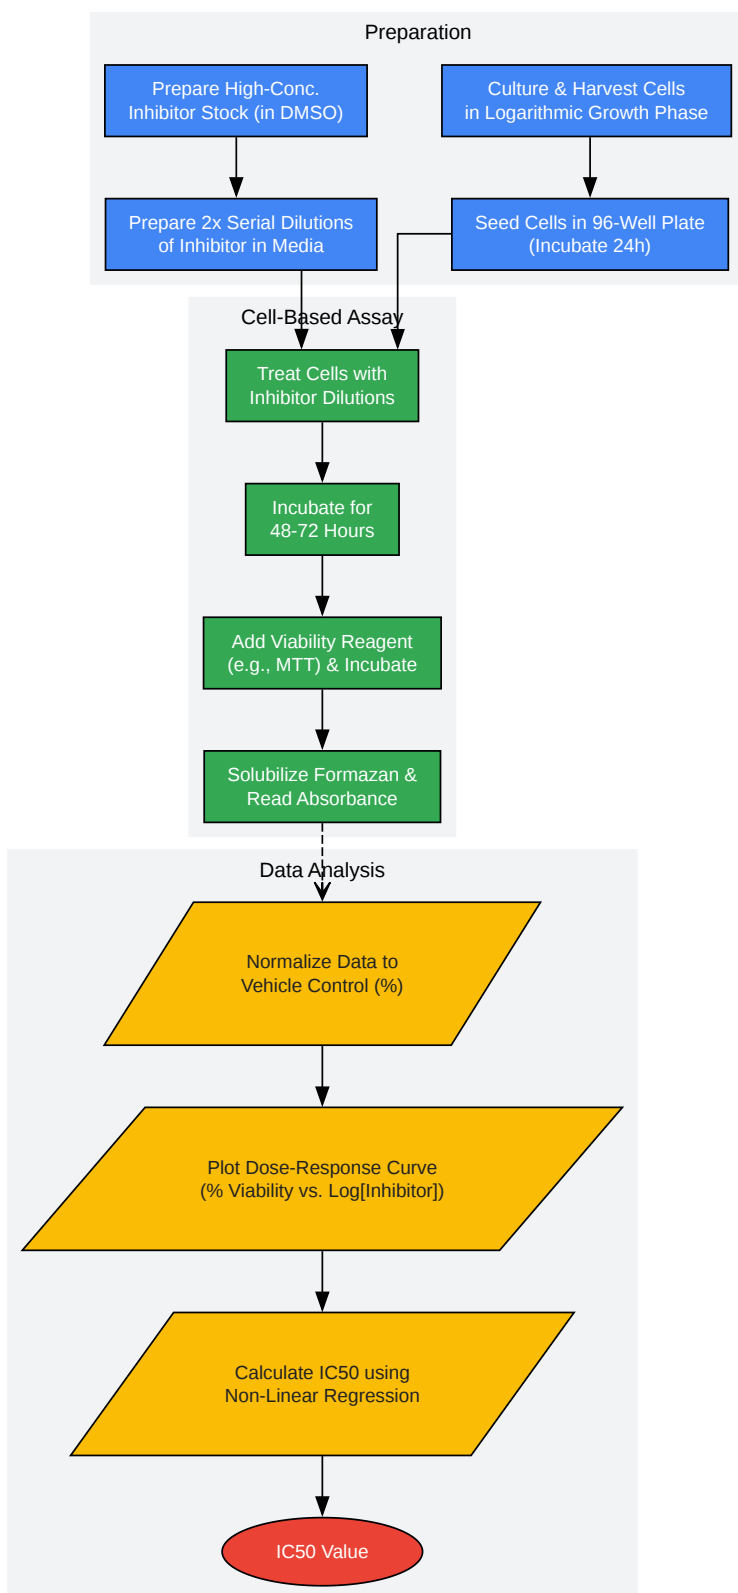 Preparation
Prepare High-Conc.
Inhibitor Stock (in DMSO)
Culture & Harvest Cells
in Logarithmic Growth Phase
Prepare 2x Serial Dilutions
of Inhibitor in Media
Seed Cells in 96-Well Plate
(Incubate 24h)
Cell-Based Assay
Treat Cells with
Inhibitor Dilutions
Incubate for
48-72 Hours
Add Viability Reagent
(e.g., MTT) & Incubate
Solubilize Formazan &
Read Absorbance
Data Analysis
Normalize Data to
Vehicle Control (%)
Plot Dose-Response Curve
(% Viability vs. Log[Inhibitor])
Calculate IC50 using
Non-Linear Regression
IC50 Value